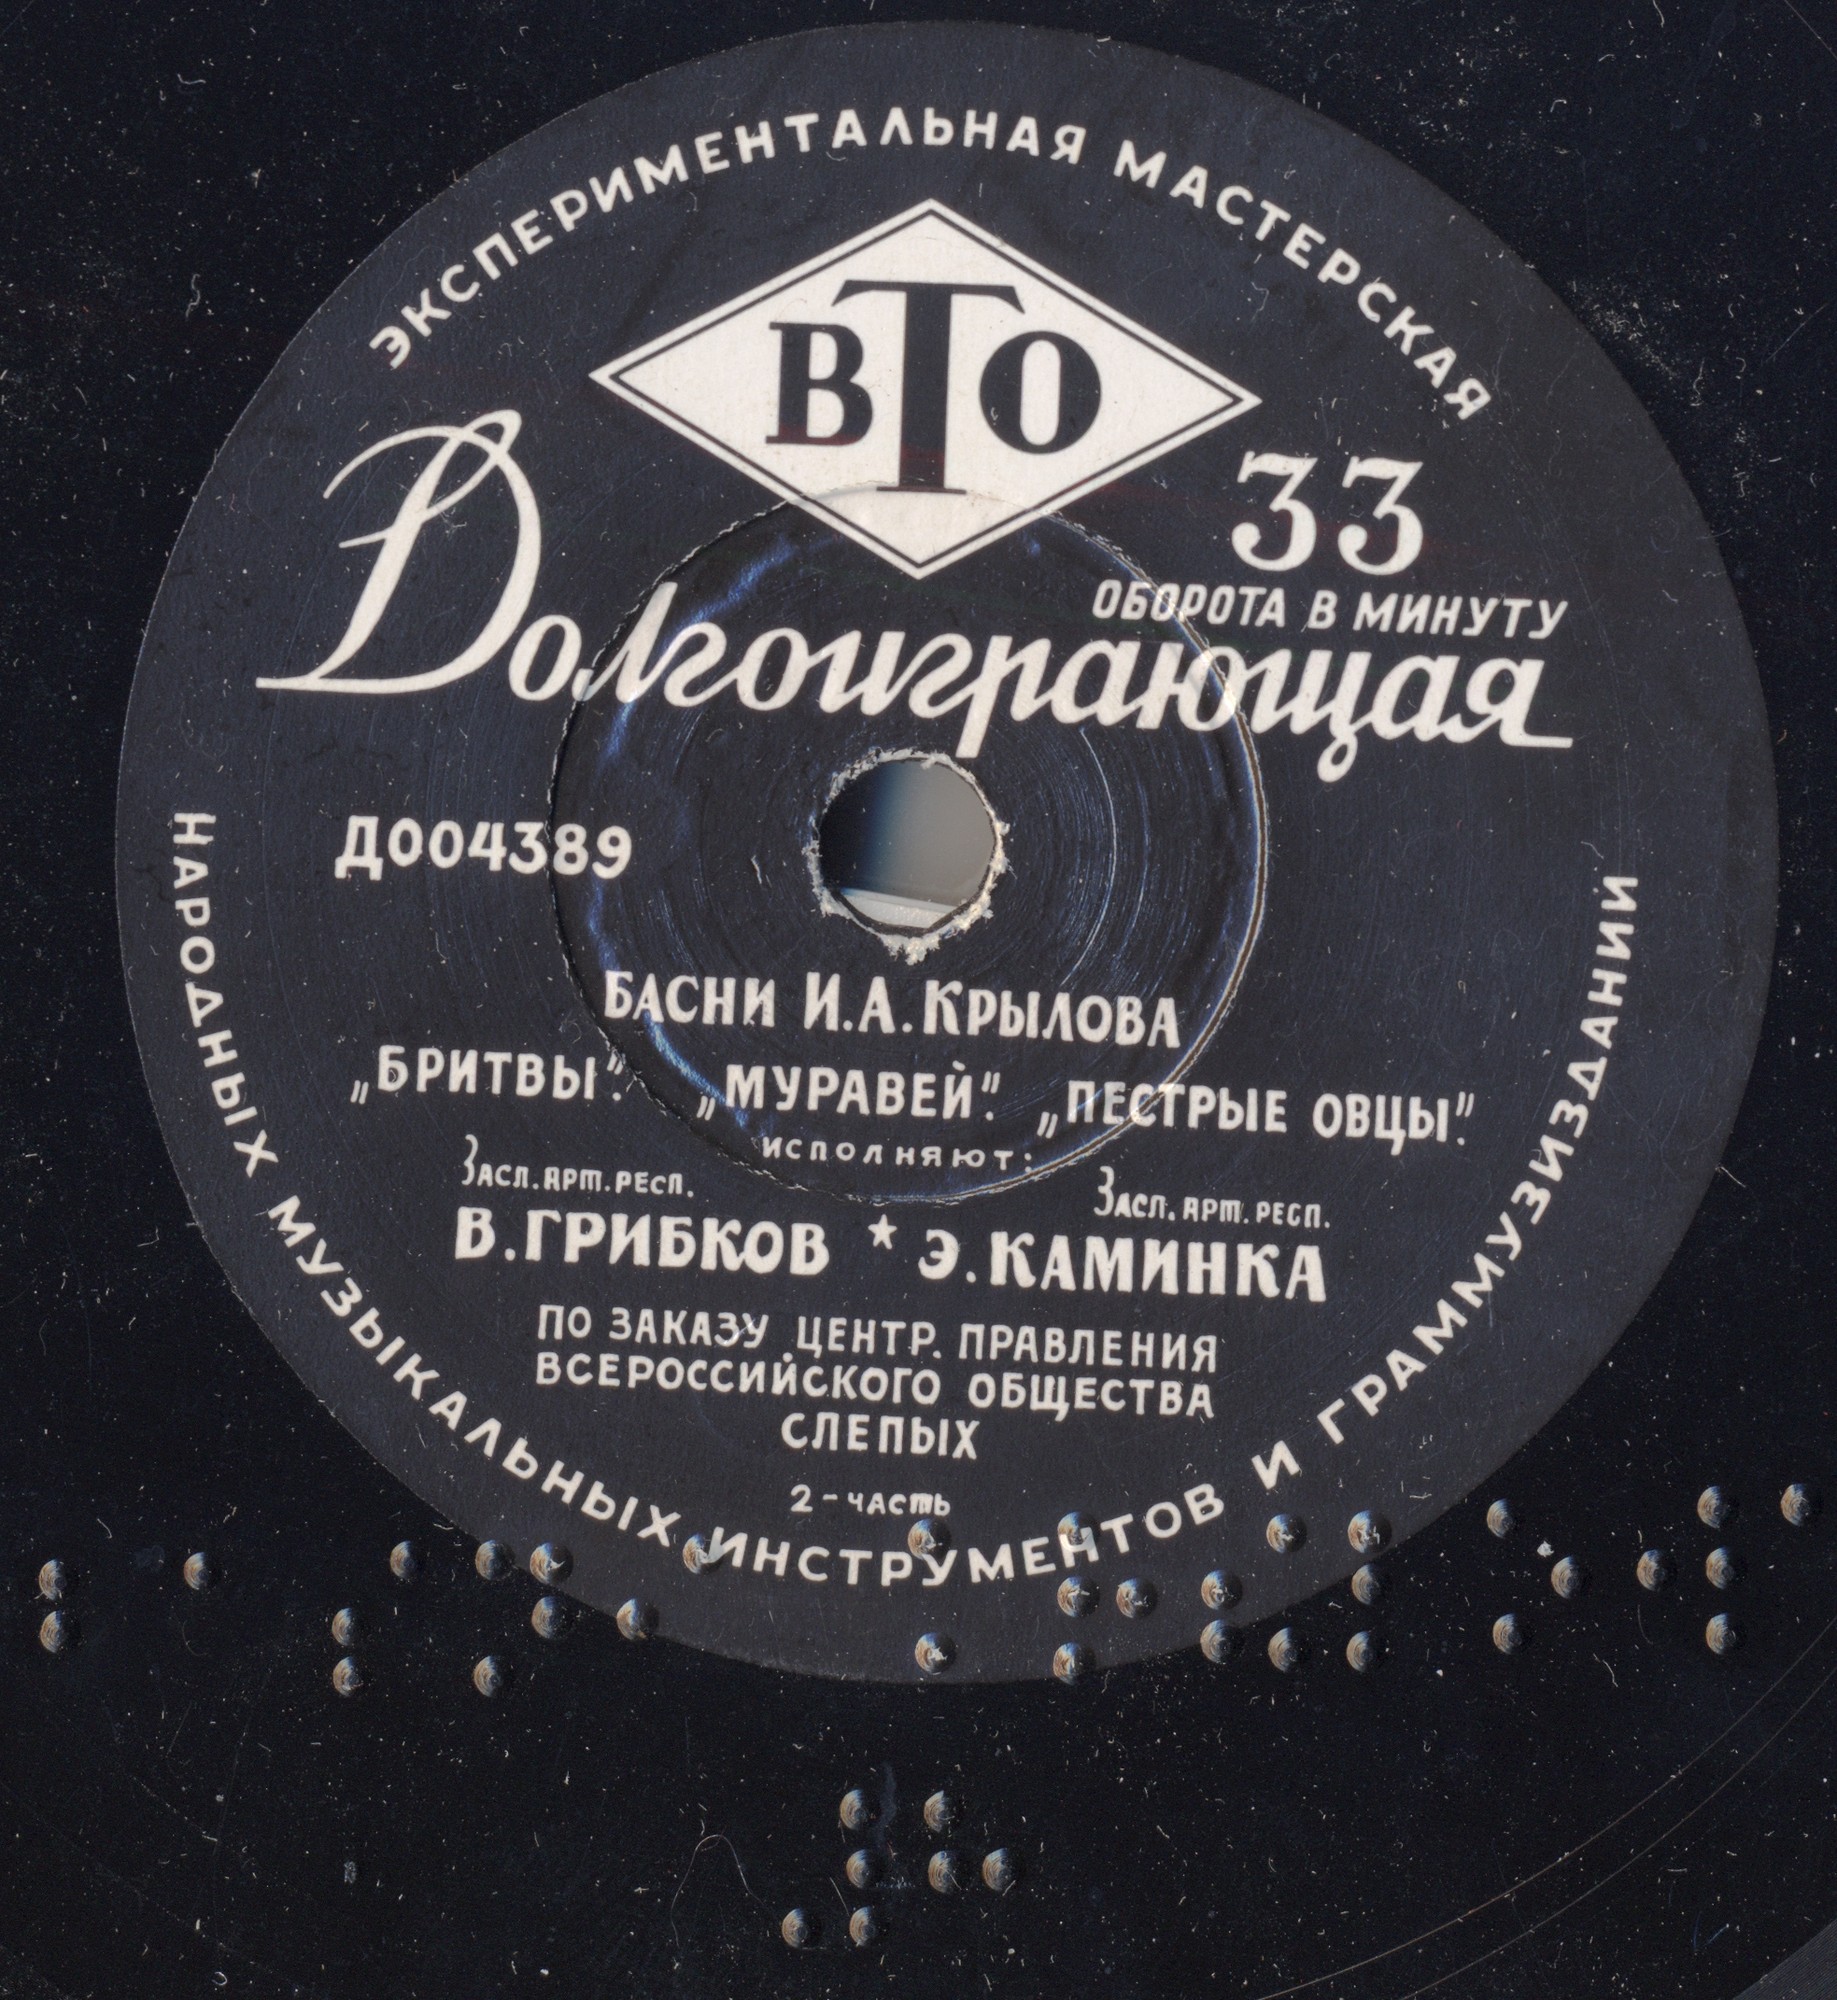 ЭКСПЕРИМЕНТАЛЬНАЯ МАСТЕРСКАЯ
ВТО
33
ОБОРОТА В МИНУТУ
Долгоиграющая
Д004389
БАСНИ И.А.КРЫЛОВА
„БРИТВЫ“. „МУРАВЕЙ“. „ПЕСТРЫЕ ОВЦЫ“.
ИСПОЛНЯЮТ:
Засл.арт.респ. Засл.арт.респ.
В.ГРИБКОВ * Э.КАМИНКА
ПО ЗАКАЗУ ЦЕНТР. ПРАВЛЕНИЯ
ВСЕРОССИЙСКОГО ОБЩЕСТВА
СЛЕПЫХ
2-часть
НАРОДНЫХ МУЗЫКАЛЬНЫХ ИНСТРУМЕНТОВ И ГРАММУЗИЗДАНИЙ